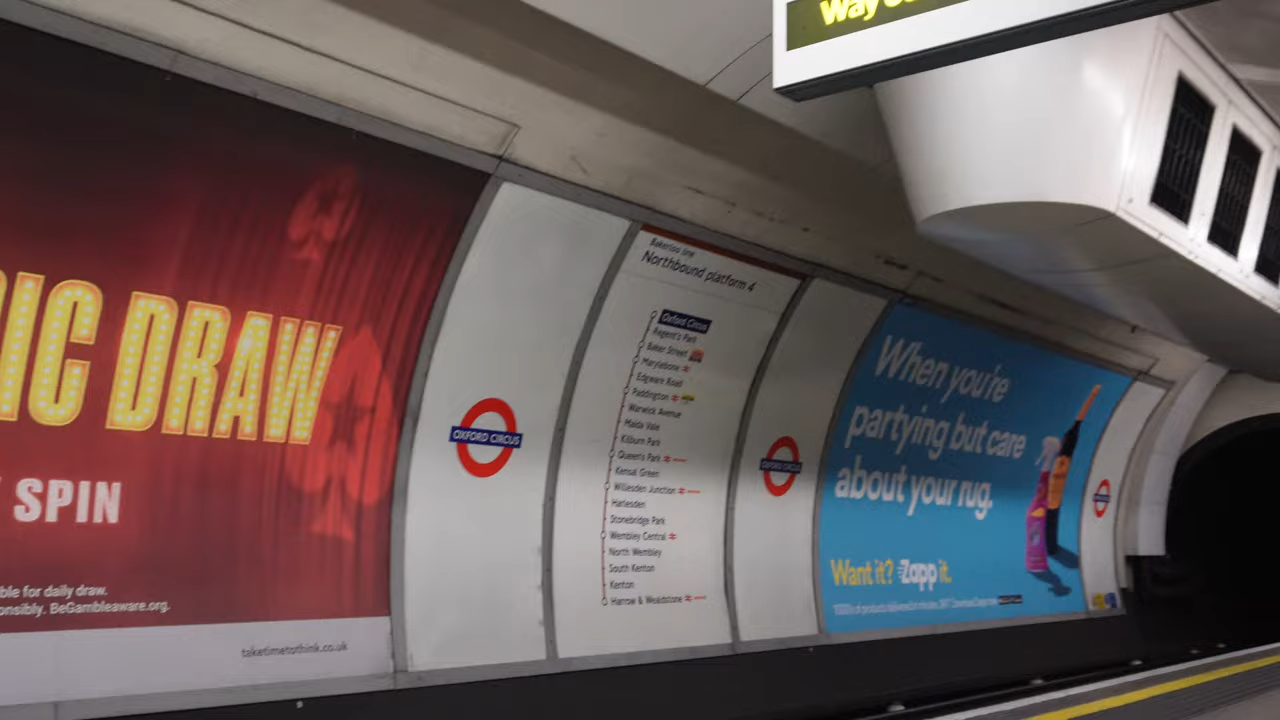 Way
IC DRAW
SPIN
ble for daily draw.
onsibly. BeGambleaware.org.
taketimetothink.co.uk
OXFORD CIRCUS
Bakerloo line
Northbound platform 4
Oxford Circus
Regent's Park
Baker Street
Marylebone
Edgware Road
Paddington
Warwick Avenue
Maida Vale
Kilburn Park
Queen's Park
Kensal Green
Willesden Junction
Harlesden
Stonebridge Park
Wembley Central
North Wembley
South Kenton
Kenton
Harrow & Wealdstone
OXFORD CIRCUS
When you're
partying but care
about your rug.
Want it? Zapp it.